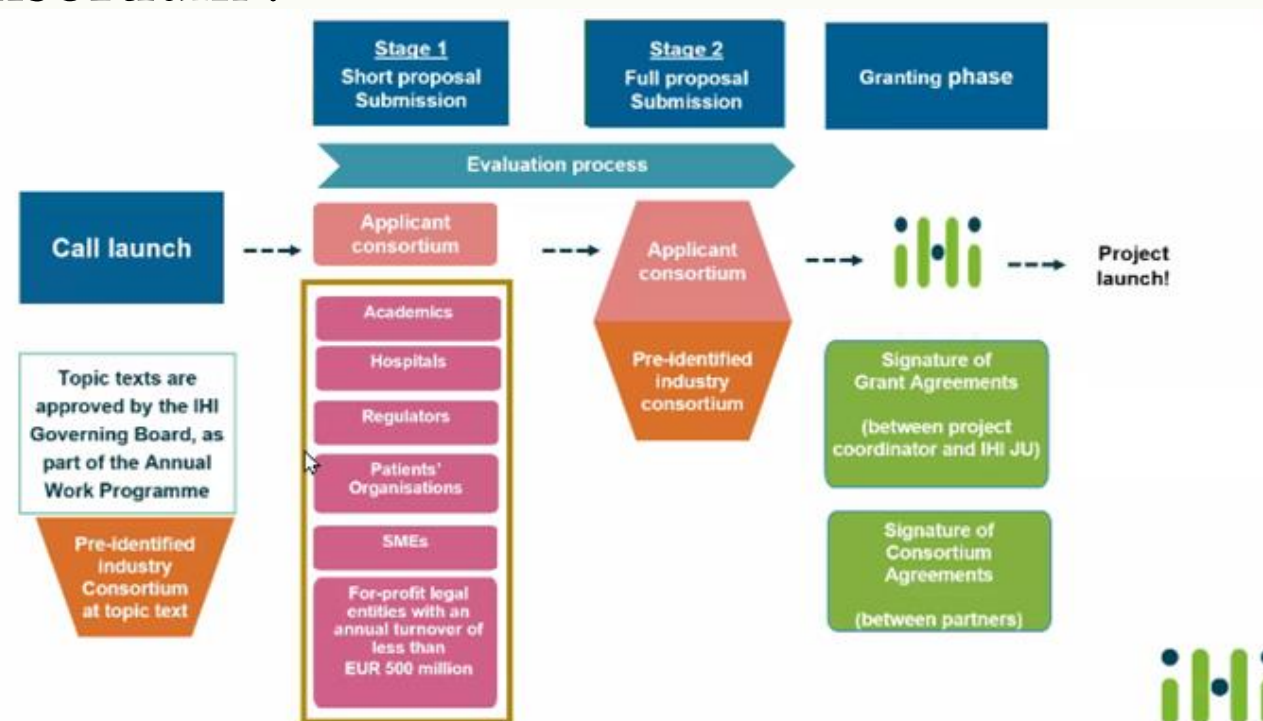 Stage 1
Short proposal
Submission
Stage 2
Full proposal
Submission
Granting phase
Evaluation process
Call launch
Applicant
consortium
Applicant
consortium
iHi
Project
launch!
Topic texts are
approved by the IHI
Governing Board, as
part of the Annual
Work Programme
Pre-identified
industry
Consortium
at topic text
Academics
Hospitals
Regulators
Patients'
Organisations
SMEs
For-profit legal
entities with an
annual turnover of
less than
EUR 500 million
Pre-identified
industry
consortium
Signature of
Grant Agreements
(between project
coordinator and IHI JU)
Signature of
Consortium
Agreements
(between partners)
iHi